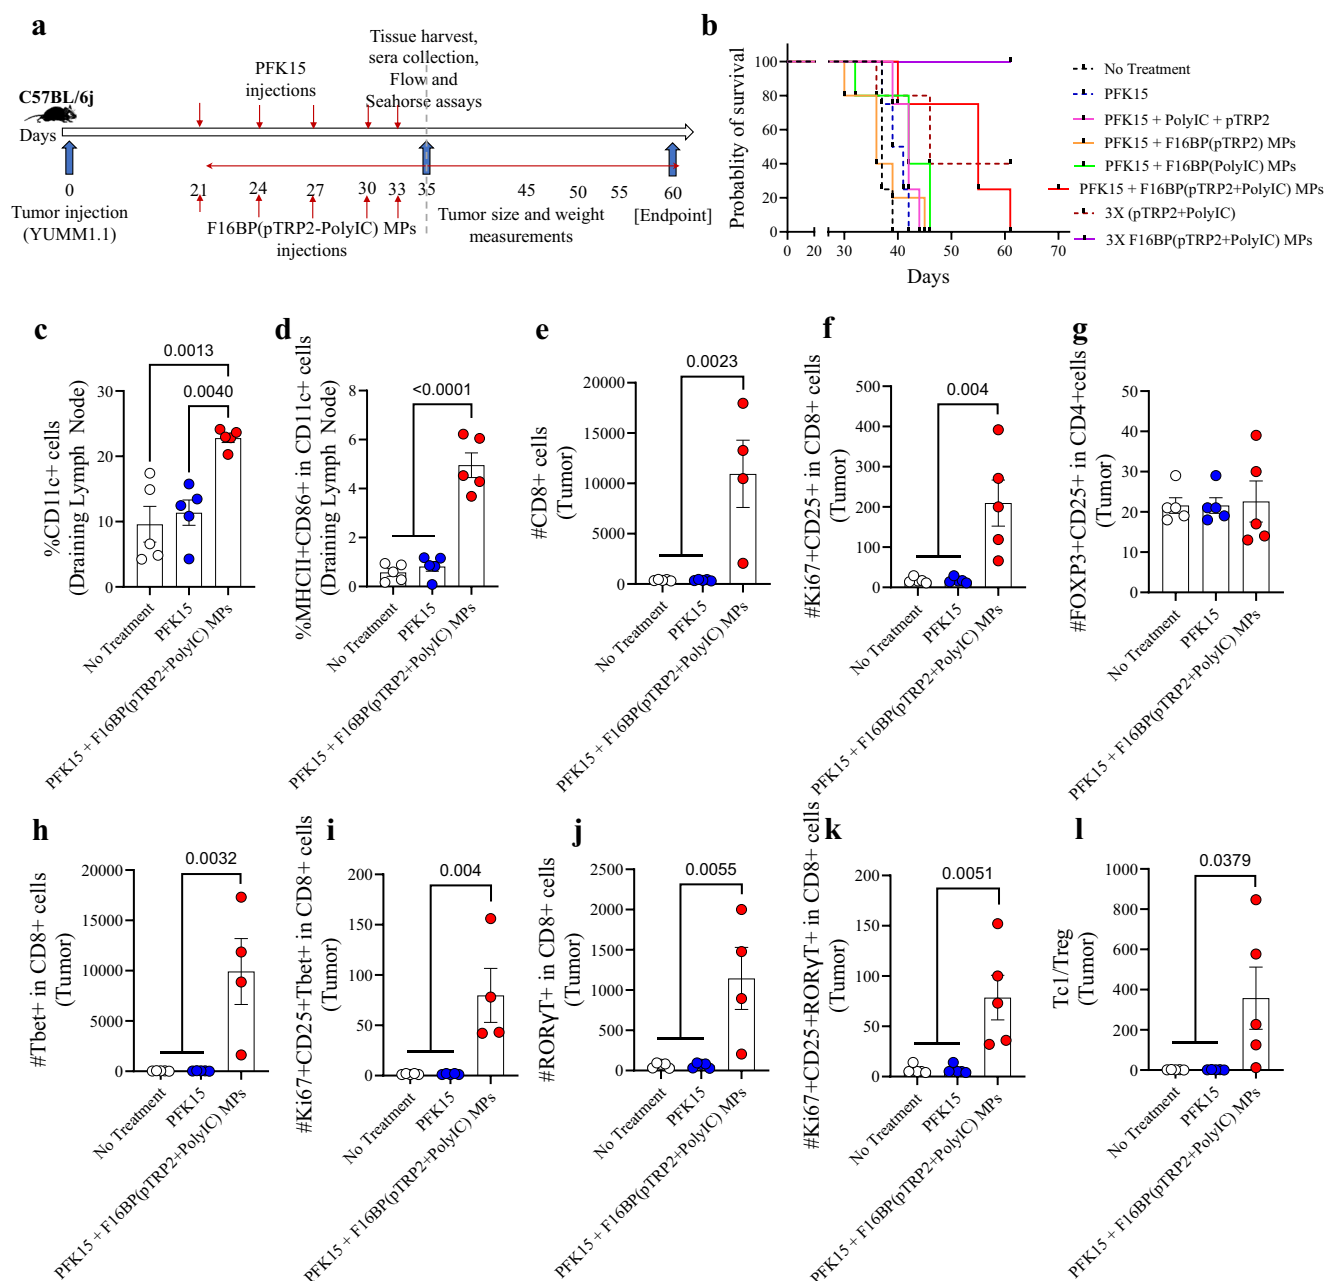 a
C57BL/6j
Days
PFK15
injections
Tissue harvest,
sera collection,
Flow and
Seahorse assays
0 21 24 27 30 33 35 45 50 55 60
Tumor injection
(YUMM1.1)
F16BP(pTRP2-PolyIC) MPs
injections
Tumor size and weight
measurements
[Endpoint]
b
Probablity of survival
100
80
60
40
20
0
0 20 30 40 50 60 70
Days
No Treatment
PFK15
PFK15 + PolyIC + pTRP2
PFK15 + F16BP(pTRP2) MPs
PFK15 + F16BP(PolyIC) MPs
PFK15 + F16BP(pTRP2+PolyIC) MPs
3X (pTRP2+PolyIC)
3X F16BP(pTRP2+PolyIC) MPs
c
%CD11c+ cells
(Draining Lymph Node)
30
20
10
0
0.0013
0.0040
No Treatment
PFK15
PFK15 + F16BP(pTRP2+PolyIC) MPs
d
%MHCII+CD86+ in CD11c+ cells
(Draining Lymph Node)
8
6
4
2
0
<0.0001
No Treatment
PFK15
PFK15 + F16BP(pTRP2+PolyIC) MPs
e
#CD8+ cells
(Tumor)
20000
15000
10000
5000
0
0.0023
No Treatment
PFK15
PFK15 + F16BP(pTRP2+PolyIC) MPs
f
#Ki67+CD25+ in CD8+ cells
(Tumor)
500
400
300
200
100
0
0.004
No Treatment
PFK15
PFK15 + F16BP(pTRP2+PolyIC) MPs
g
#FOXP3+CD25+ in CD4+cells
(Tumor)
50
40
30
20
10
0
No Treatment
PFK15
PFK15 + F16BP(pTRP2+PolyIC) MPs
h
#Tbet+ in CD8+ cells
(Tumor)
20000
15000
10000
5000
0
0.0032
No Treatment
PFK15
PFK15 + F16BP(pTRP2+PolyIC) MPs
i
#Ki67+CD25+Tbet+ in CD8+ cells
(Tumor)
200
150
100
50
0
0.004
No Treatment
PFK15
PFK15 + F16BP(pTRP2+PolyIC) MPs
j
#RORγT+ in CD8+ cells
(Tumor)
2500
2000
1500
1000
500
0
0.0055
No Treatment
PFK15
PFK15 + F16BP(pTRP2+PolyIC) MPs
k
#Ki67+CD25+RORγT+ in CD8+ cells
(Tumor)
200
150
100
50
0
0.0051
No Treatment
PFK15
PFK15 + F16BP(pTRP2+PolyIC) MPs
l
Tc1/Treg
(Tumor)
1000
800
600
400
200
0
0.0379
No Treatment
PFK15
PFK15 + F16BP(pTRP2+PolyIC) MPs